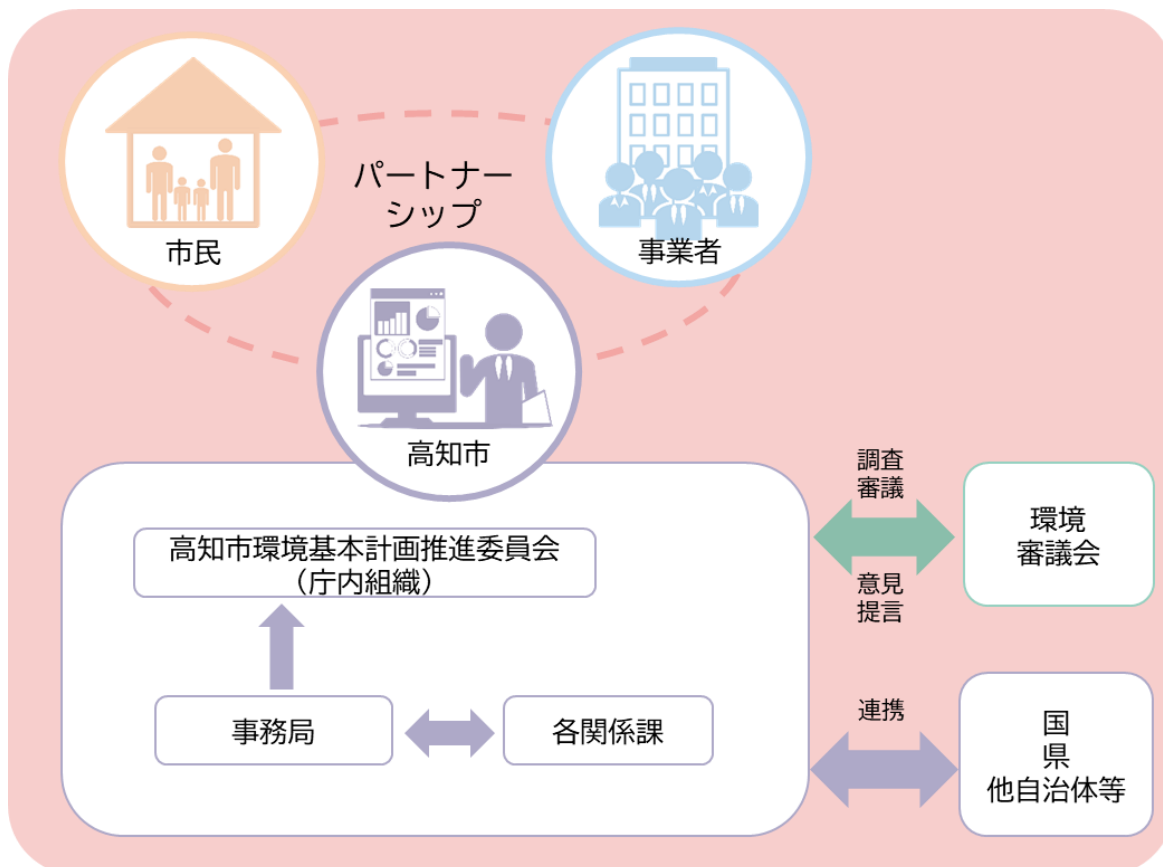 パートナー
シップ
市民
事業者
高知市
高知市環境基本計画推進委員会
（庁内組織）
事務局
各関係課
調査
審議
意見
提言
環境
審議会
連携
国
県
他自治体等